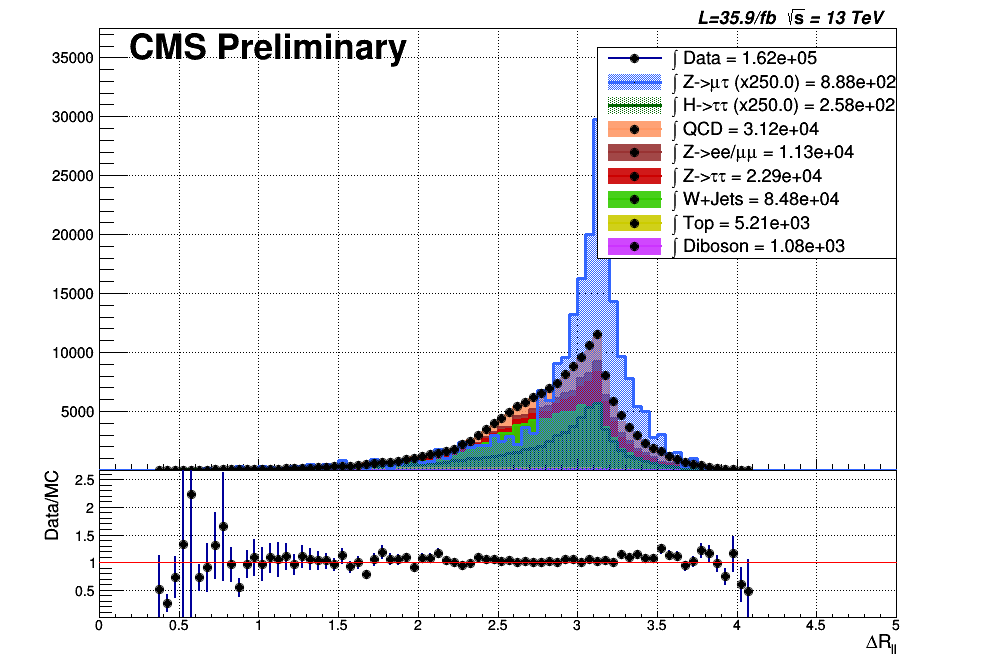 L=35.9/fb √s = 13 TeV
CMS Preliminary
∫ Data = 1.62e+05
∫ Z->μτ (x250.0) = 8.88e+02
∫ H->ττ (x250.0) = 2.58e+02
∫ QCD = 3.12e+04
∫ Z->ee/μμ = 1.13e+04
∫ Z->ττ = 2.29e+04
∫ W+Jets = 8.48e+04
∫ Top = 5.21e+03
∫ Diboson = 1.08e+03
35000
30000
25000
20000
15000
10000
5000
Data/MC
2.5
2
1.5
1
0.5
0 0.5 1 1.5 2 2.5 3 3.5 4 4.5 5
ΔR_ll